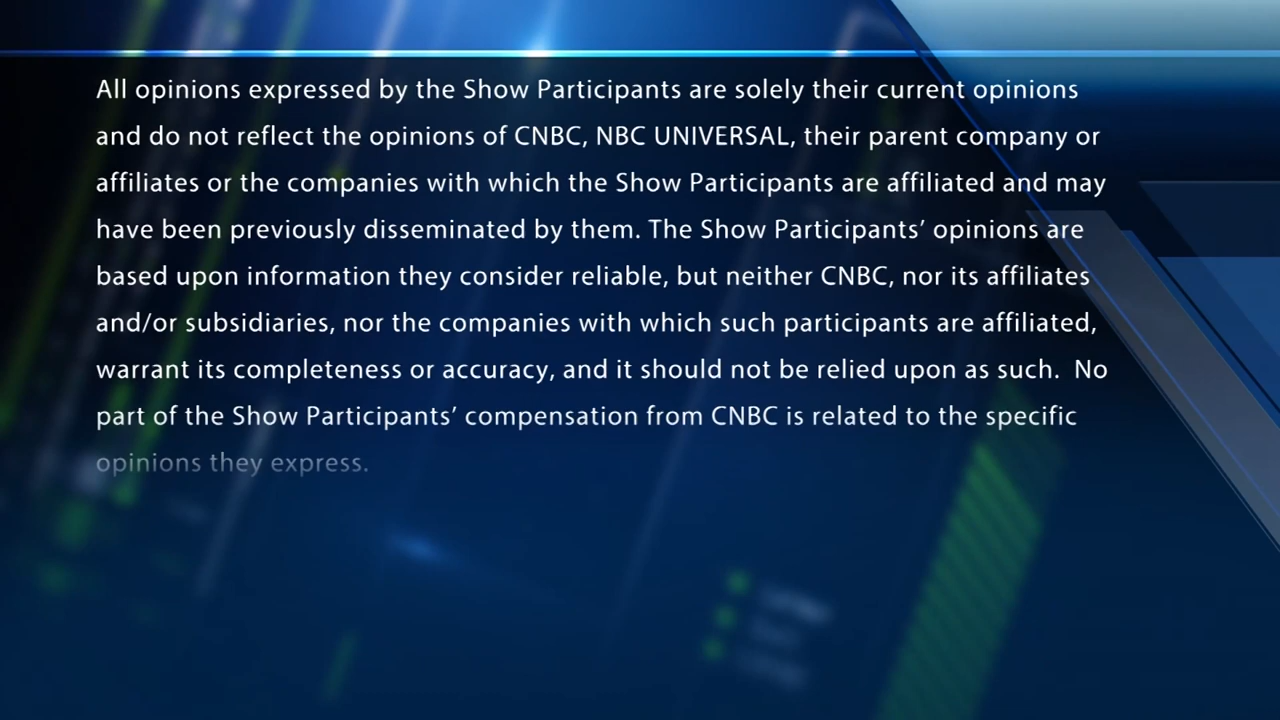 All opinions expressed by the Show Participants are solely their current opinions
and do not reflect the opinions of CNBC, NBC UNIVERSAL, their parent company or
affiliates or the companies with which the Show Participants are affiliated and may
have been previously disseminated by them. The Show Participants’ opinions are
based upon information they consider reliable, but neither CNBC, nor its affiliates
and/or subsidiaries, nor the companies with which such participants are affiliated,
warrant its completeness or accuracy, and it should not be relied upon as such.  No
part of the Show Participants’ compensation from CNBC is related to the specific
opinions they express.